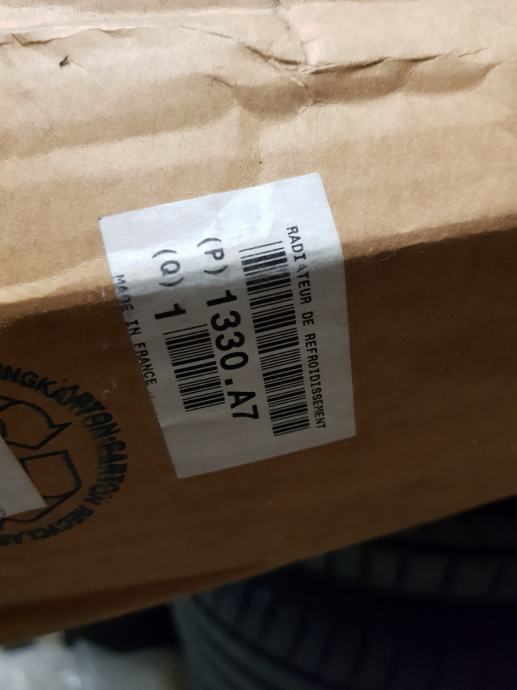 RADIATEUR DE REFROIDISSEMENT
(P) 1330.A7
(Q) 1
MADE IN FRANCE